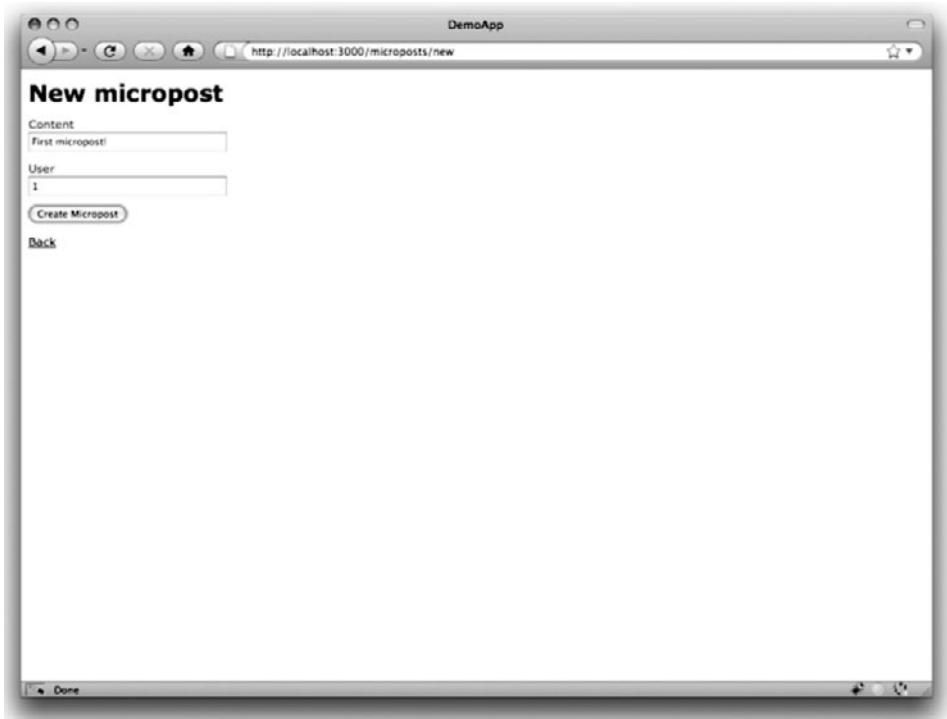 DemoApp
http://localhost:3000/microposts/new
New micropost
Content
First micropost!
User
1
Create Micropost
Back
Done